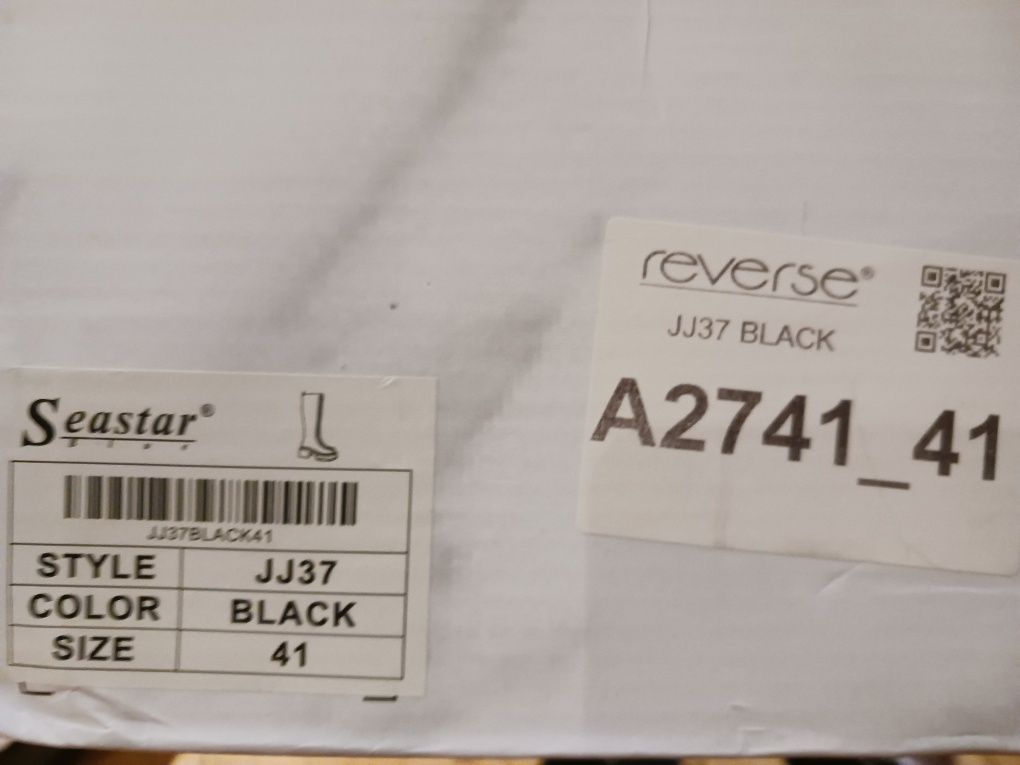 Seastar®
JJ37BLACK41
STYLE JJ37
COLOR BLACK
SIZE 41
reverse®
JJ37 BLACK
A2741_41